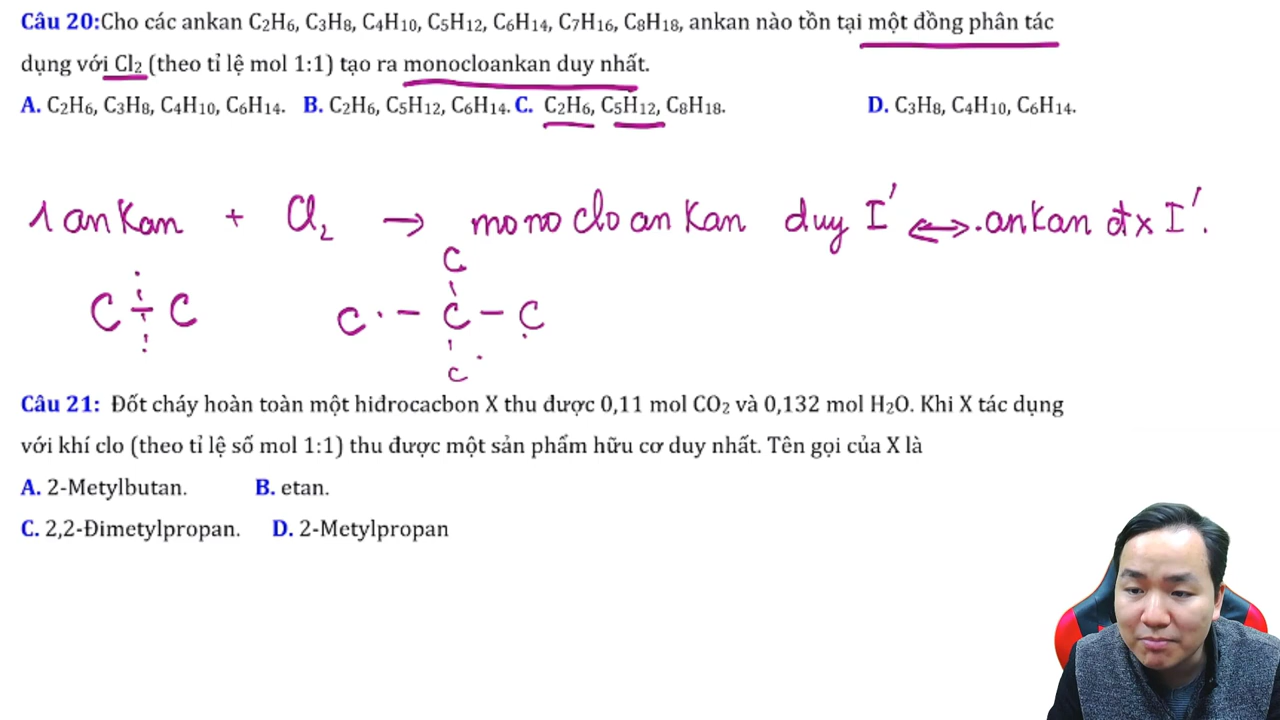 Câu 20:Cho các ankan C₂H₆, C₃H₈, C₄H₁₀, C₅H₁₂, C₆H₁₄, C₇H₁₆, C₈H₁₈, ankan nào tồn tại một đồng phân tác
dụng với Cl₂ (theo tỉ lệ mol 1:1) tạo ra monocloankan duy nhất.
A. C₂H₆, C₃H₈, C₄H₁₀, C₆H₁₄. B. C₂H₆, C₅H₁₂, C₆H₁₄. C. C₂H₆, C₅H₁₂, C₈H₁₈. D. C₃H₈, C₄H₁₀, C₆H₁₄.
1 ankan + Cl₂ → monocloankan duy I' ⟷ ankan đx I'.
C
C - C C - C - C
C
Câu 21: Đốt cháy hoàn toàn một hiđrocacbon X thu được 0,11 mol CO₂ và 0,132 mol H₂O. Khi X tác dụng
với khí clo (theo tỉ lệ số mol 1:1) thu được một sản phẩm hữu cơ duy nhất. Tên gọi của X là
A. 2-Metylbutan. B. etan.
C. 2,2-Đimetylpropan. D. 2-Metylpropan